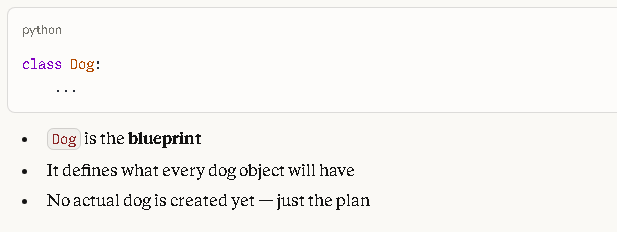 python
class Dog:
    ...
Dog is the blueprint
It defines what every dog object will have
No actual dog is created yet — just the plan